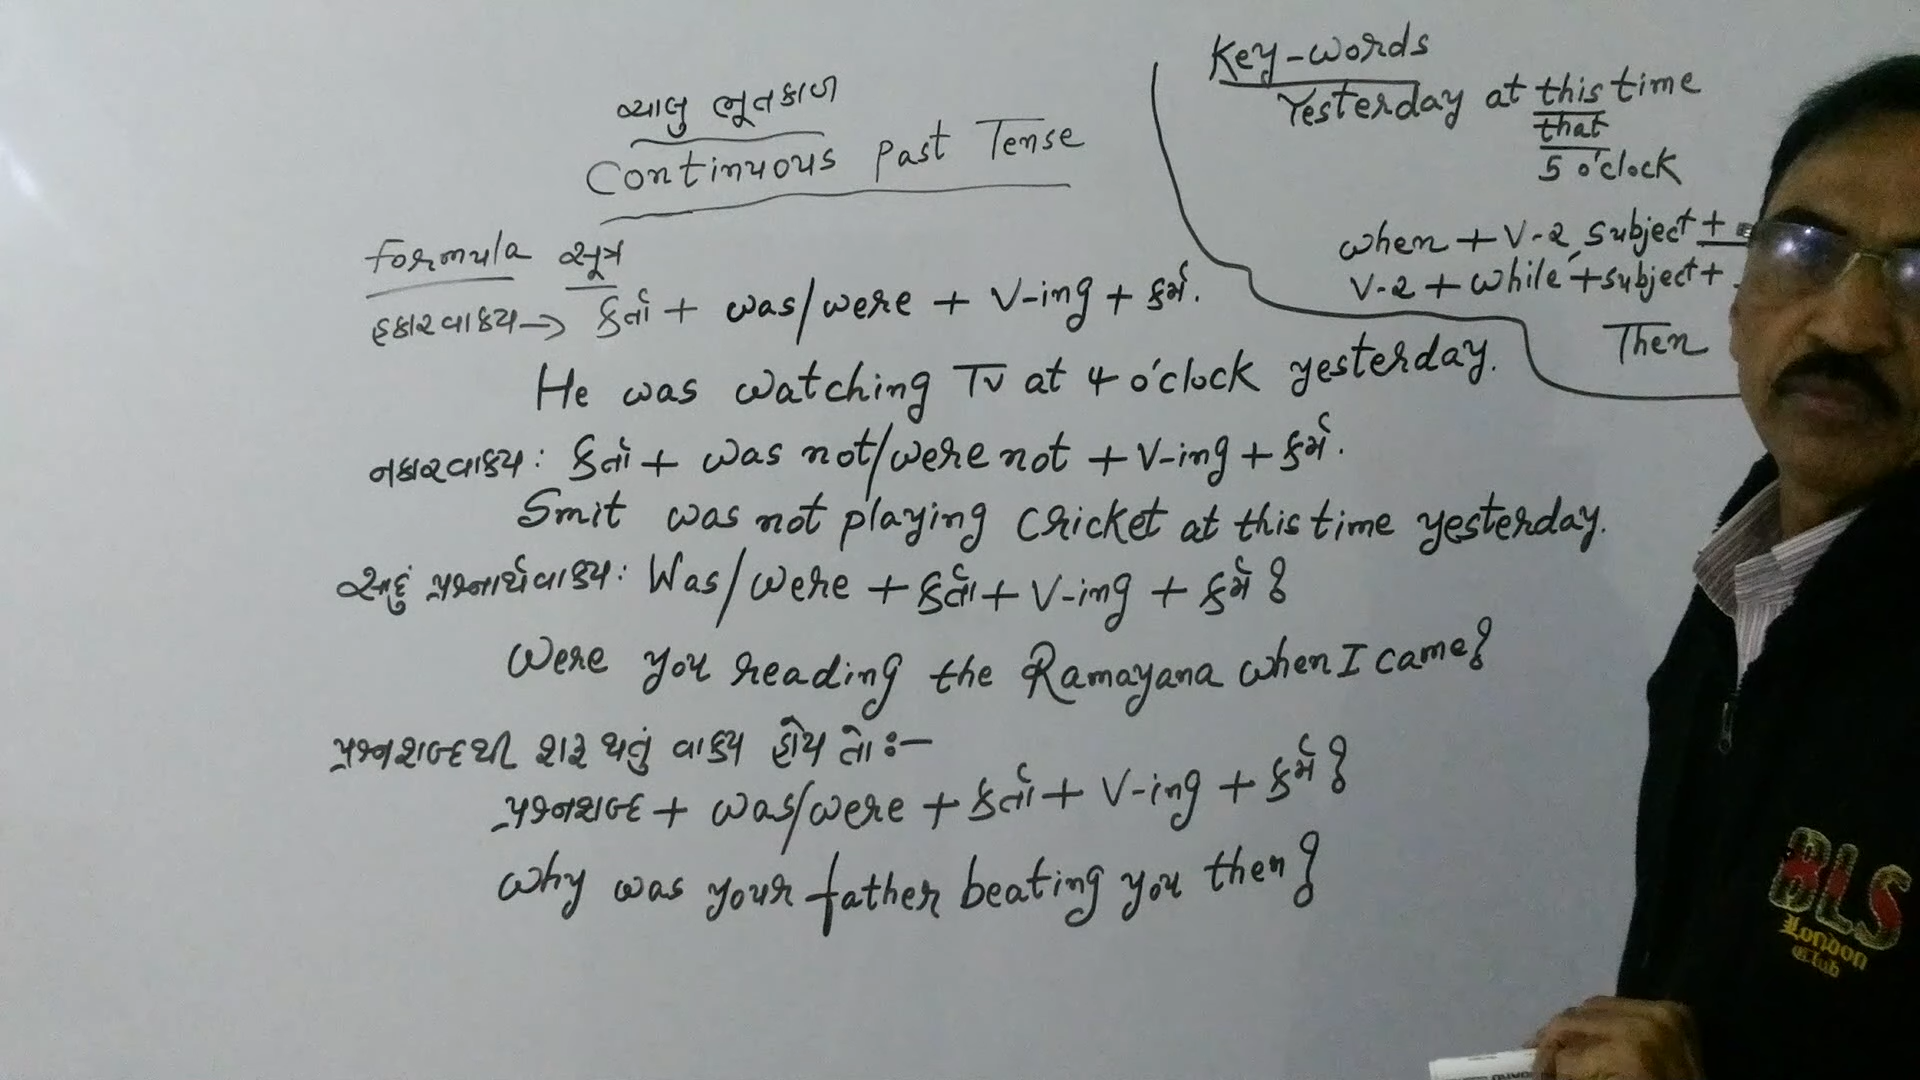 ચાલુ ભૂતકાળ
Continuous Past Tense
Formula સૂત્ર
હકારવાક્ય → કર્તા + was/were + V-ing + કર્મ.
He was watching TV at 4 o'clock yesterday.
નકારવાક્ય : કર્તા + was not/were not + V-ing + કર્મ.
Smit was not playing cricket at this time yesterday.
સાદું પ્રશ્નાર્થવાક્ય : Was/Were + કર્તા + V-ing + કર્મ ?
Were you reading the Ramayana when I came?
પ્રશ્નશબ્દથી શરૂ થતું વાક્ય હોય તો :-
પ્રશ્નશબ્દ + was/were + કર્તા + V-ing + કર્મ ?
Why was your father beating you then?
Key-words
Yesterday at this time
that
5 o'clock
when + V-2, Subject +
V-2 + while + subject +
Then
BLS
London
Club